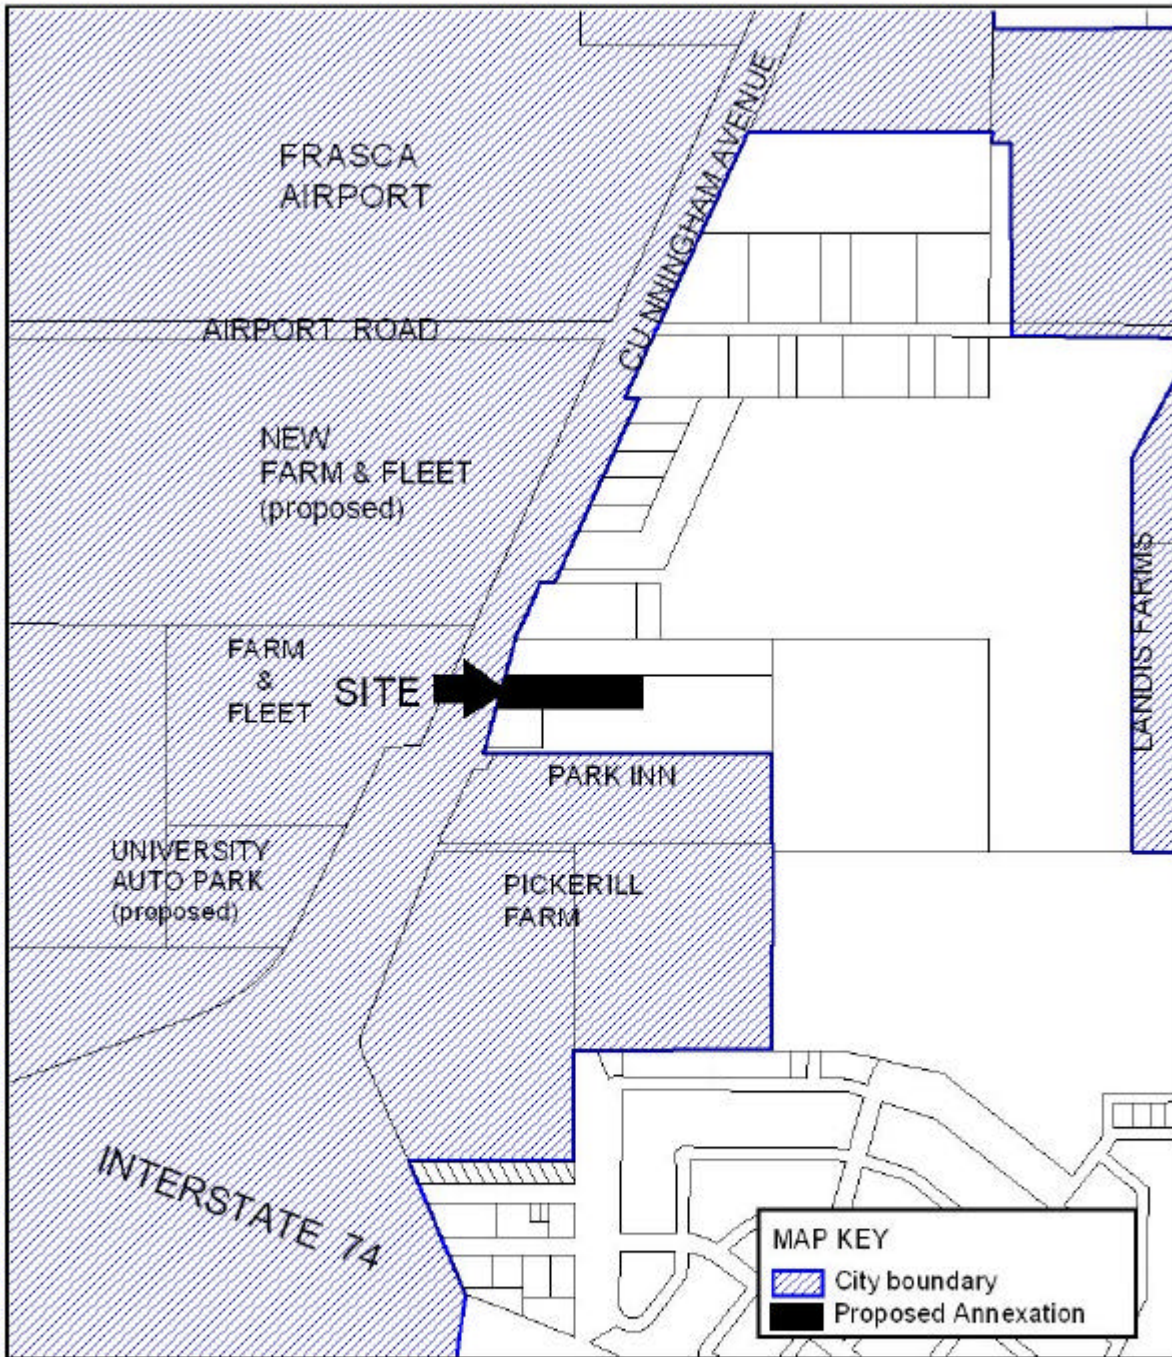 CUNNINGHAM AVENUE
FRASCA
AIRPORT
AIRPORT ROAD
NEW
FARM & FLEET
(proposed)
LANDIS FARMS
FARM
&
FLEET
SITE
PARK INN
UNIVERSITY
AUTO PARK
(proposed)
PICKERILL
FARM
INTERSTATE 74
MAP KEY
City boundary
Proposed Annexation